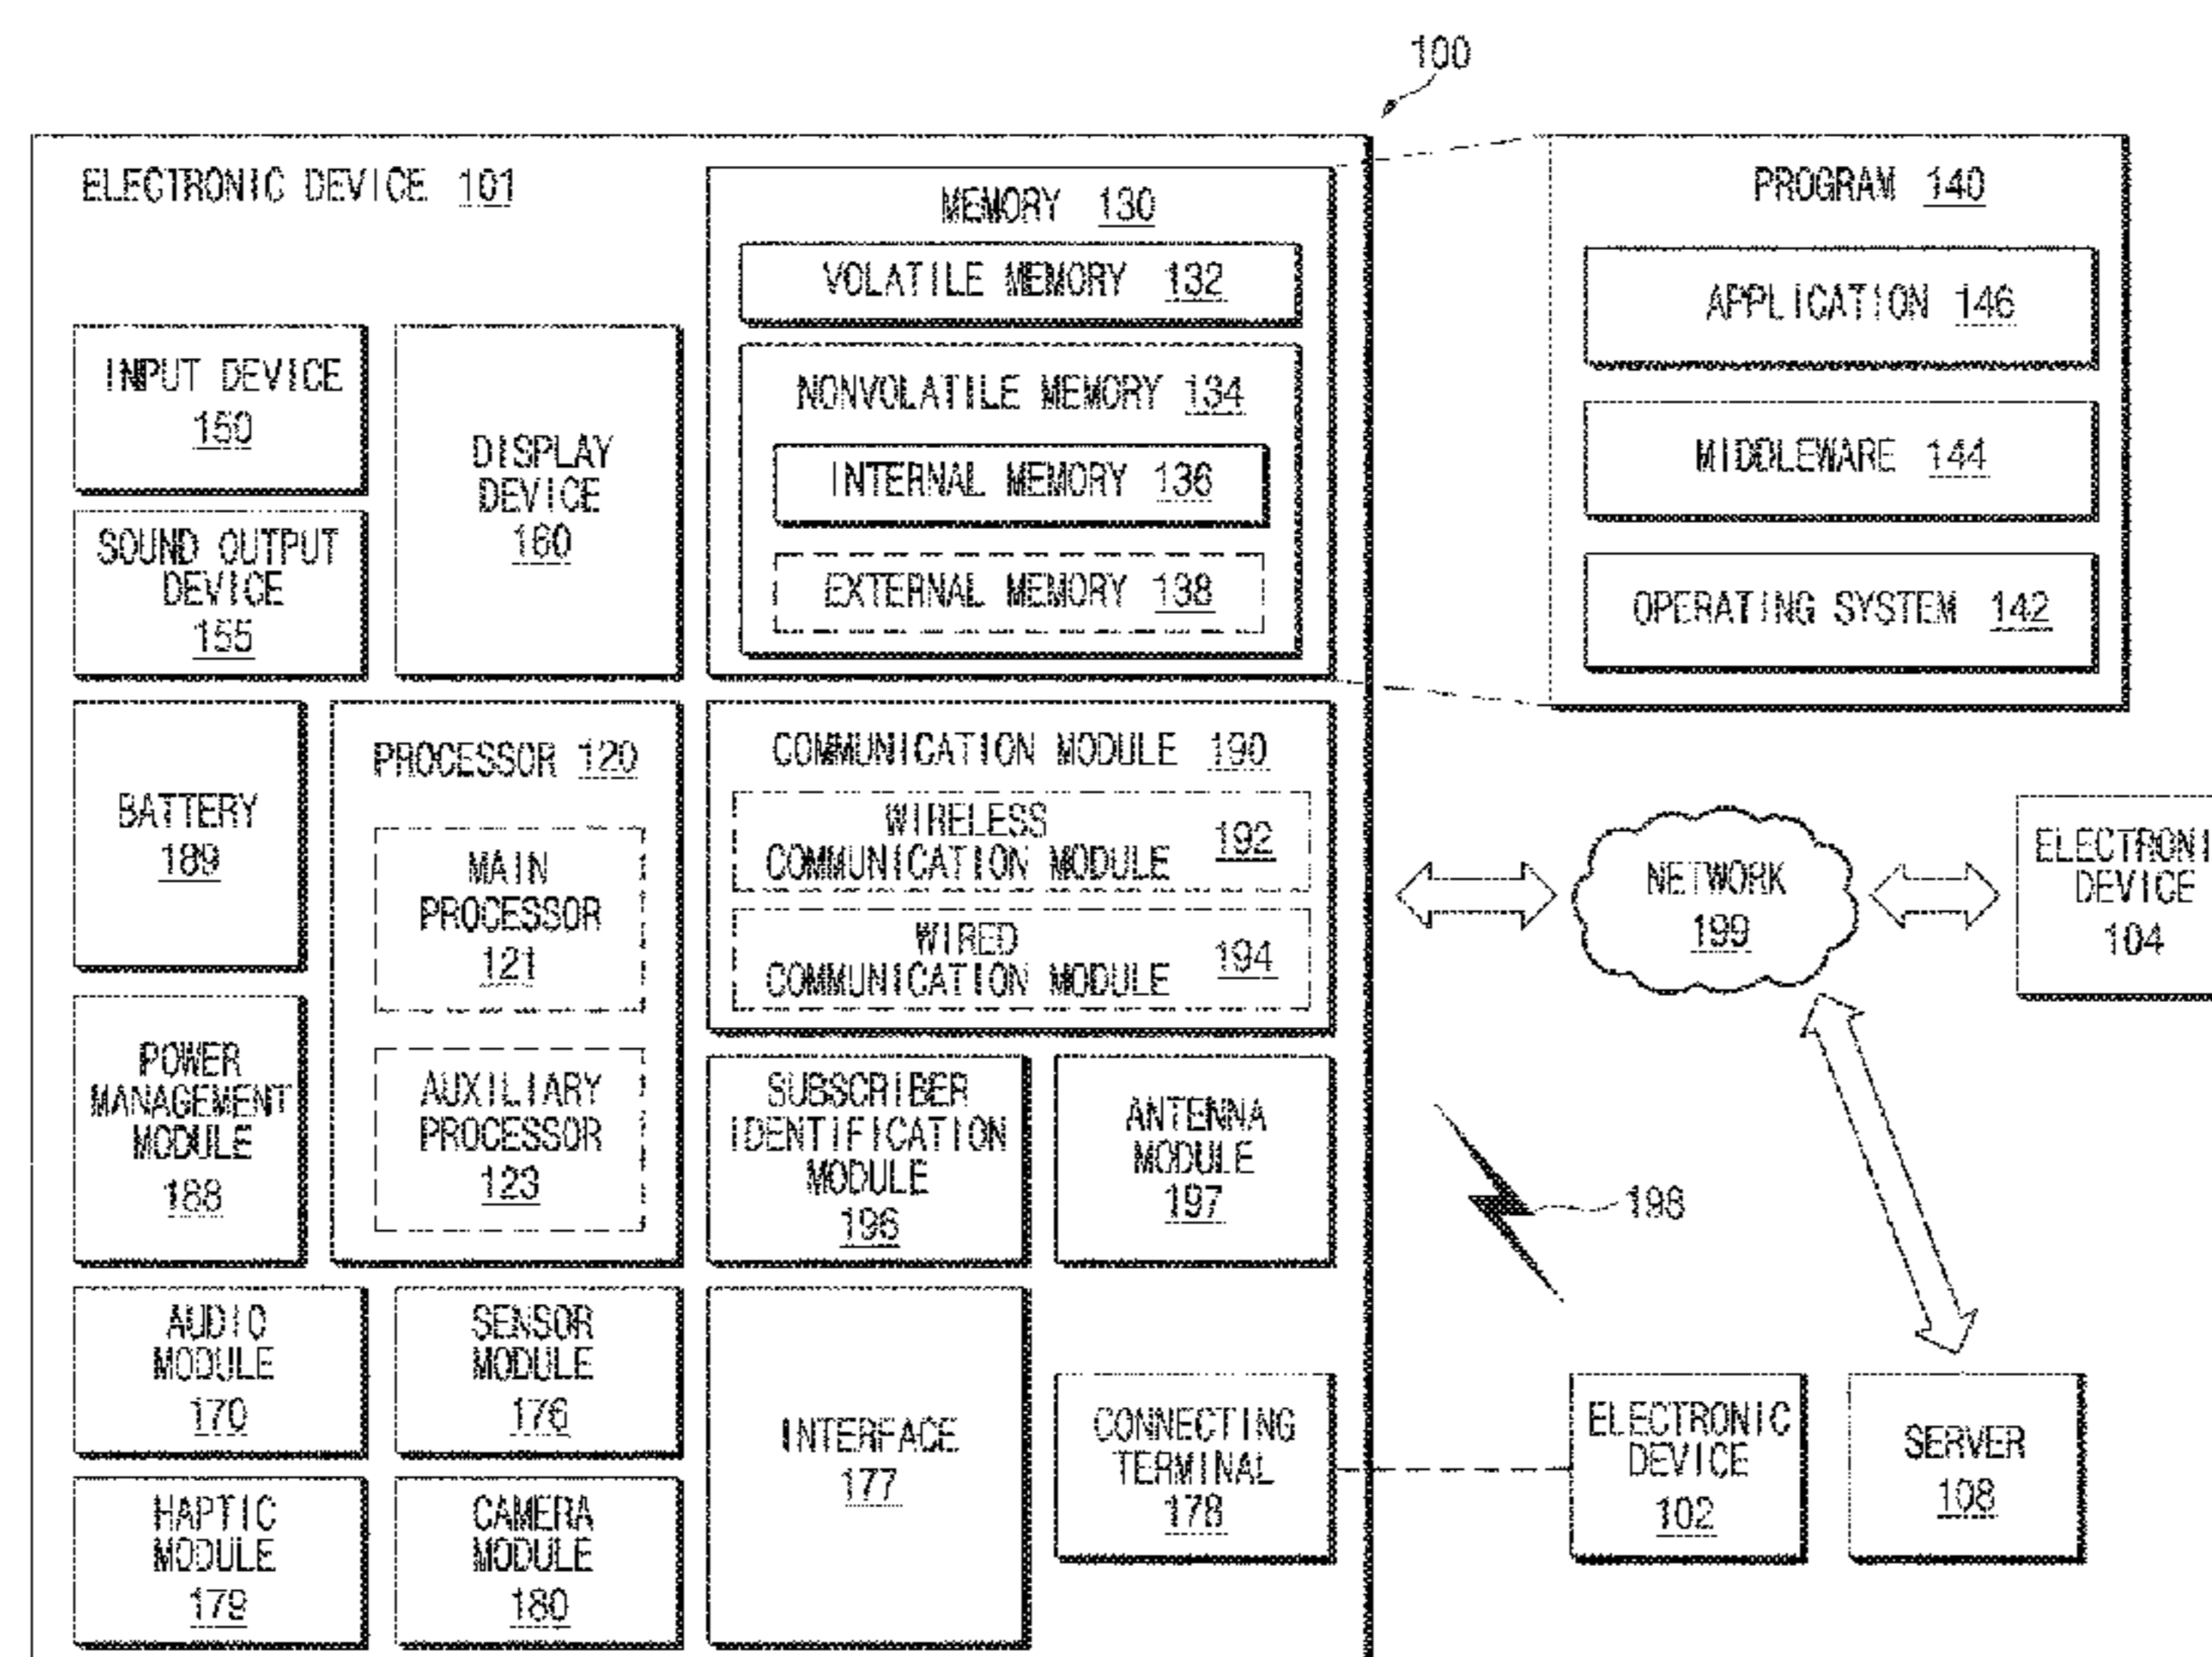 100
ELECTRONIC DEVICE 101
MEMORY 130
VOLATILE MEMORY 132
NONVOLATILE MEMORY 134
INTERNAL MEMORY 136
EXTERNAL MEMORY 138
INPUT DEVICE
150
SOUND OUTPUT
DEVICE
155
DISPLAY
DEVICE
160
PROGRAM 140
APPLICATION 146
MIDDLEWARE 144
OPERATING SYSTEM 142
BATTERY
189
POWER
MANAGEMENT
MODULE
188
PROCESSOR 120
MAIN
PROCESSOR
121
AUXILIARY
PROCESSOR
123
COMMUNICATION MODULE 190
WIRELESS
COMMUNICATION MODULE 192
WIRED
COMMUNICATION MODULE 194
SUBSCRIBER
IDENTIFICATION
MODULE
196
ANTENNA
MODULE
197
NETWORK
199
ELECTRONI
DEVICE
104
198
AUDIO
MODULE
170
SENSOR
MODULE
176
HAPTIC
MODULE
179
CAMERA
MODULE
180
INTERFACE
177
CONNECTING
TERMINAL
178
ELECTRONIC
DEVICE
102
SERVER
108